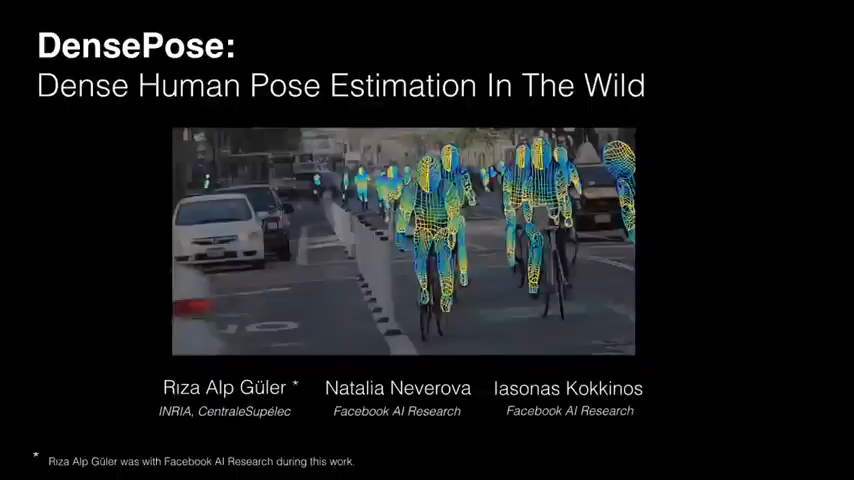 DensePose:
Dense Human Pose Estimation In The Wild
Rıza Alp Güler * Natalia Neverova Iasonas Kokkinos
INRIA, CentraleSupélec Facebook AI Research Facebook AI Research
* Rıza Alp Güler was with Facebook AI Research during this work.